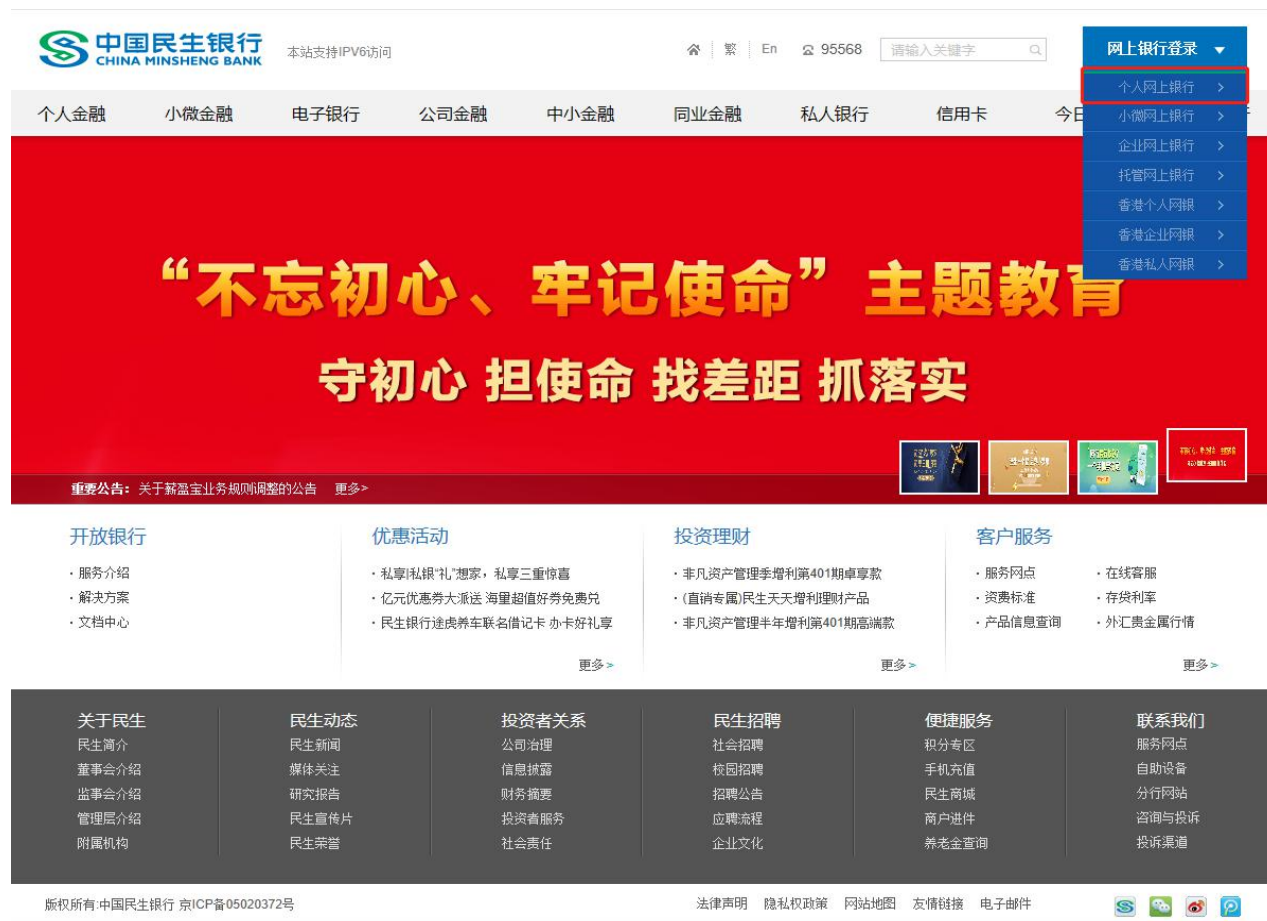 中国民生银行
CHINA MINSHENG BANK
本站支持IPV6访问
繁 En 95568 请输入关键字
网上银行登录
个人网上银行 >
小微网上银行 >
企业网上银行 >
托管网上银行 >
香港个人网银 >
香港企业网银 >
香港私人网银 >
个人金融 小微金融 电子银行 公司金融 中小金融 同业金融 私人银行 信用卡 今日
“不忘初心、牢记使命”主题教育
守初心 担使命 找差距 抓落实
重要公告：关于薪盈宝业务规则调整的公告 更多>
开放银行
·服务介绍
·解决方案
·文档中心
优惠活动
·私享|私银“礼”想家，私享三重惊喜
·亿元优惠券大派送 海量超值好券免费兑
·民生银行途虎养车联名借记卡 办卡好礼享
更多>
投资理财
·非凡资产管理季增利第401期卓享款
·(直销专属)民生天天增利理财产品
·非凡资产管理半年增利第401期高端款
更多>
客户服务
·服务网点 ·在线客服
·资费标准 ·存贷利率
·产品信息查询 ·外汇贵金属行情
更多>
关于民生
民生简介
董事会介绍
监事会介绍
管理层介绍
附属机构
民生动态
民生新闻
媒体关注
研究报告
民生宣传片
民生荣誉
投资者关系
公司治理
信息披露
财务摘要
投资者服务
社会责任
民生招聘
社会招聘
校园招聘
招聘公告
应聘流程
企业文化
便捷服务
积分专区
手机充值
民生商城
商户进件
养老金查询
联系我们
服务网点
自助设备
分行网站
咨询与投诉
投诉渠道
版权所有:中国民生银行 京ICP备05020372号
法律声明 隐私权政策 网站地图 友情链接 电子邮件